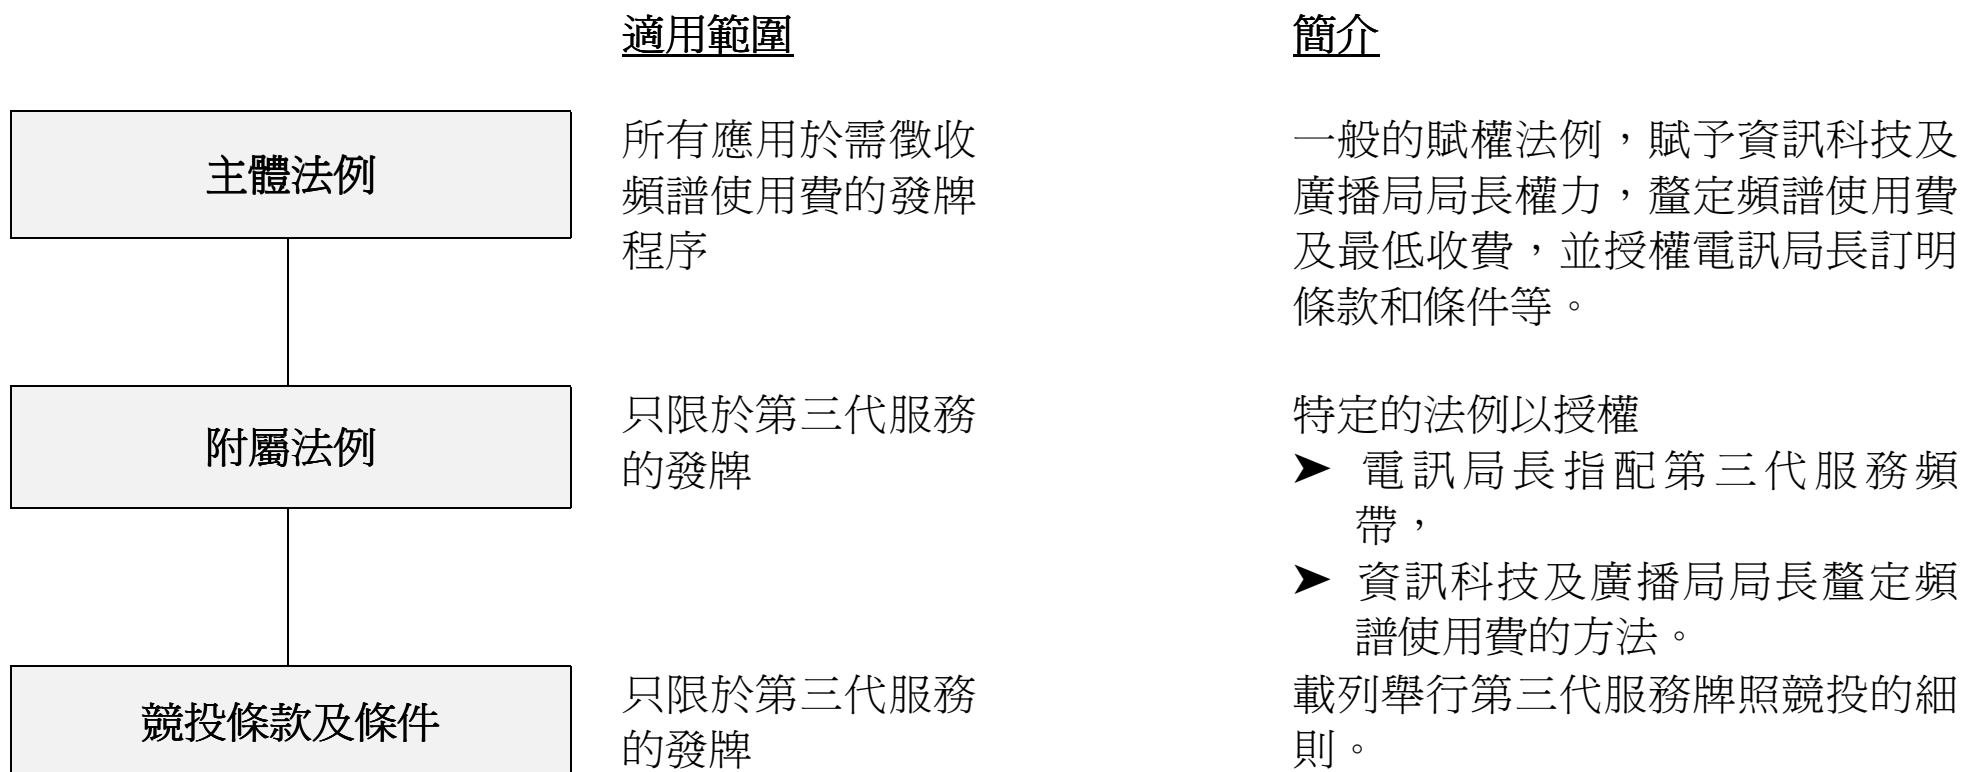 適用範圍
簡介
主體法例
所有應用於需徵收
頻譜使用費的發牌
程序
一般的賦權法例，賦予資訊科技及
廣播局局長權力，釐定頻譜使用費
及最低收費，並授權電訊局長訂明
條款和條件等。
附屬法例
只限於第三代服務
的發牌
特定的法例以授權
➤ 電訊局長指配第三代服務頻
帶，
➤ 資訊科技及廣播局局長釐定頻
譜使用費的方法。
競投條款及條件
只限於第三代服務
的發牌
載列舉行第三代服務牌照競投的細
則。